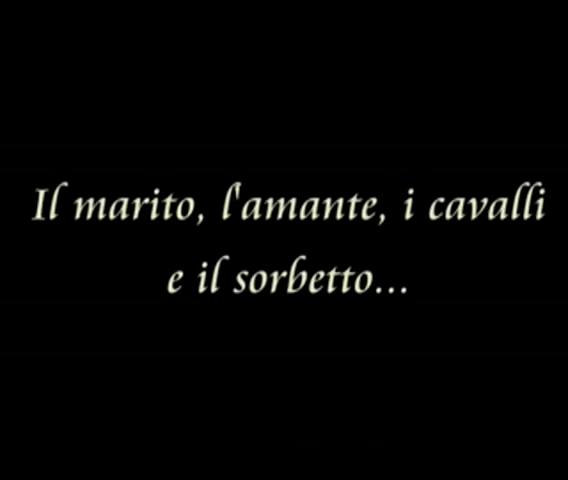 Il marito, l'amante, i cavalli
e il sorbetto...